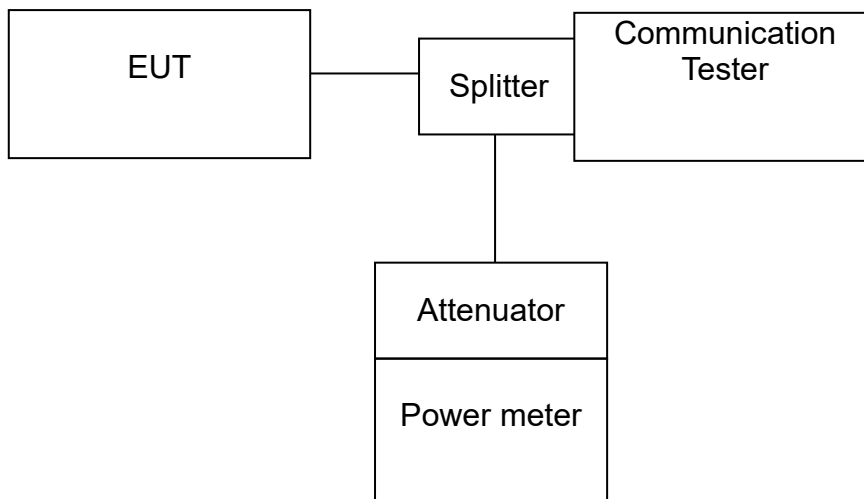 EUT
Splitter
Communication
Tester
Attenuator
Power meter